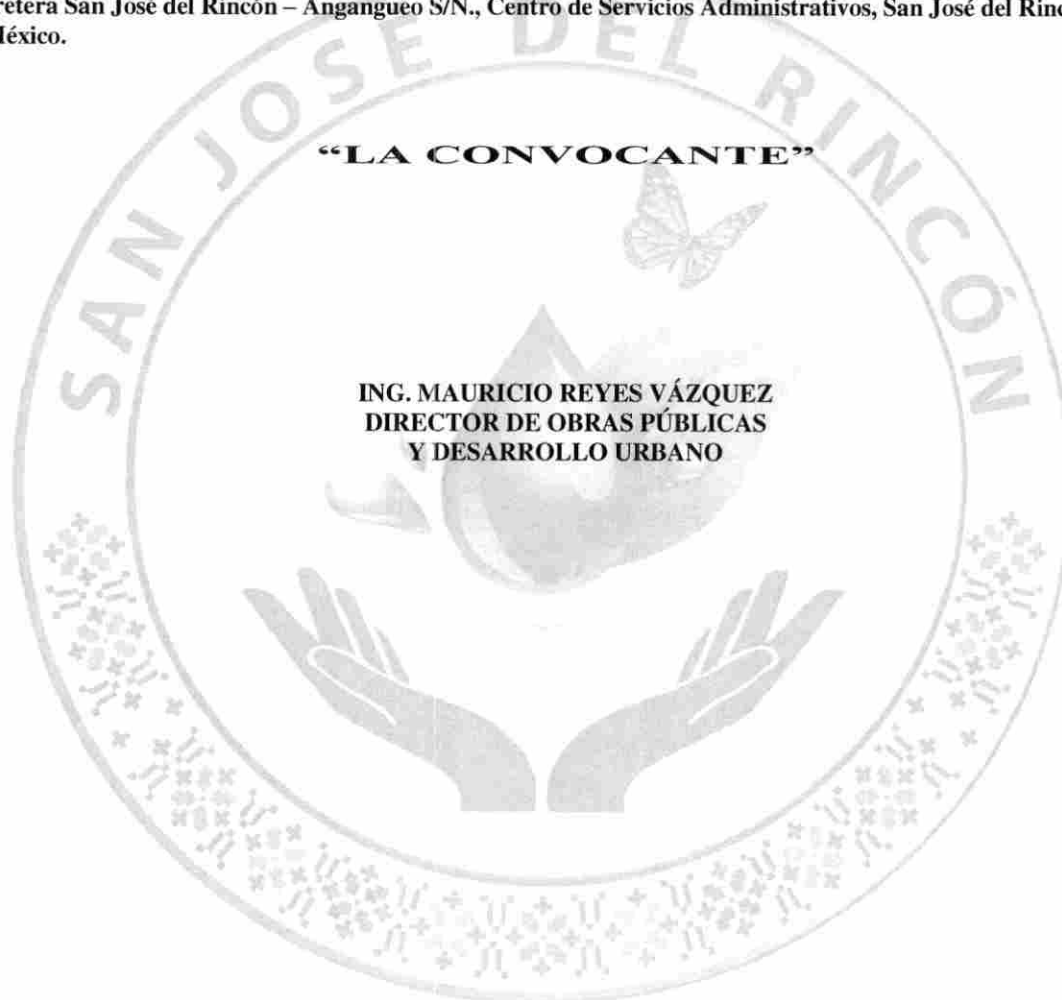 retera San José del Rincón – Angangueo S/N., Centro de Servicios Administrativos, San José del Rinc
México.
SAN JOSE DEL RINCÓN
“LA CONVOCANTE”
ING. MAURICIO REYES VÁZQUEZ
DIRECTOR DE OBRAS PÚBLICAS
Y DESARROLLO URBANO